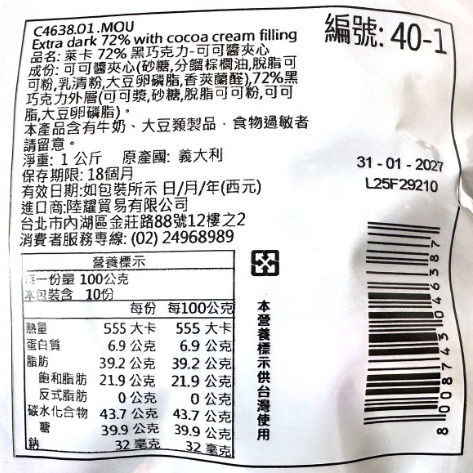 C4638.01.MOU
Extra dark 72% with cocoa cream filling
編號: 40-1
品名: 萊卡 72% 黑巧克力-可可醬夾心
成份: 可可醬夾心(砂糖,分餾棕櫚油,脫脂可
可粉,乳清粉,大豆卵磷脂,香莢蘭醛),72%黑
巧克力外層(可可漿,砂糖,脫脂可可粉,可可
脂,大豆卵磷脂)。
本產品含有牛奶、大豆類製品、食物過敏者
請留意。
淨重: 1 公斤 原產國: 義大利
保存期限: 18個月
有效日期:如包裝所示 日/月/年(西元)
進口商:陸耀貿易有限公司
台北市內湖區金莊路88號12樓之2
消費者服務專線: (02) 24968989
31-01-2027
L25F29210
營養標示
每一份量 100公克
本包裝含 10份
每份 每100公克
熱量 555 大卡 555 大卡
蛋白質 6.9 公克 6.9 公克
脂肪 39.2 公克 39.2 公克
飽和脂肪 21.9 公克 21.9 公克
反式脂肪 0 公克 0 公克
碳水化合物 43.7 公克 43.7 公克
糖 39.9 公克 39.9 公克
鈉 32 毫克 32 毫克
本營養標示供台灣使用
8008743046387